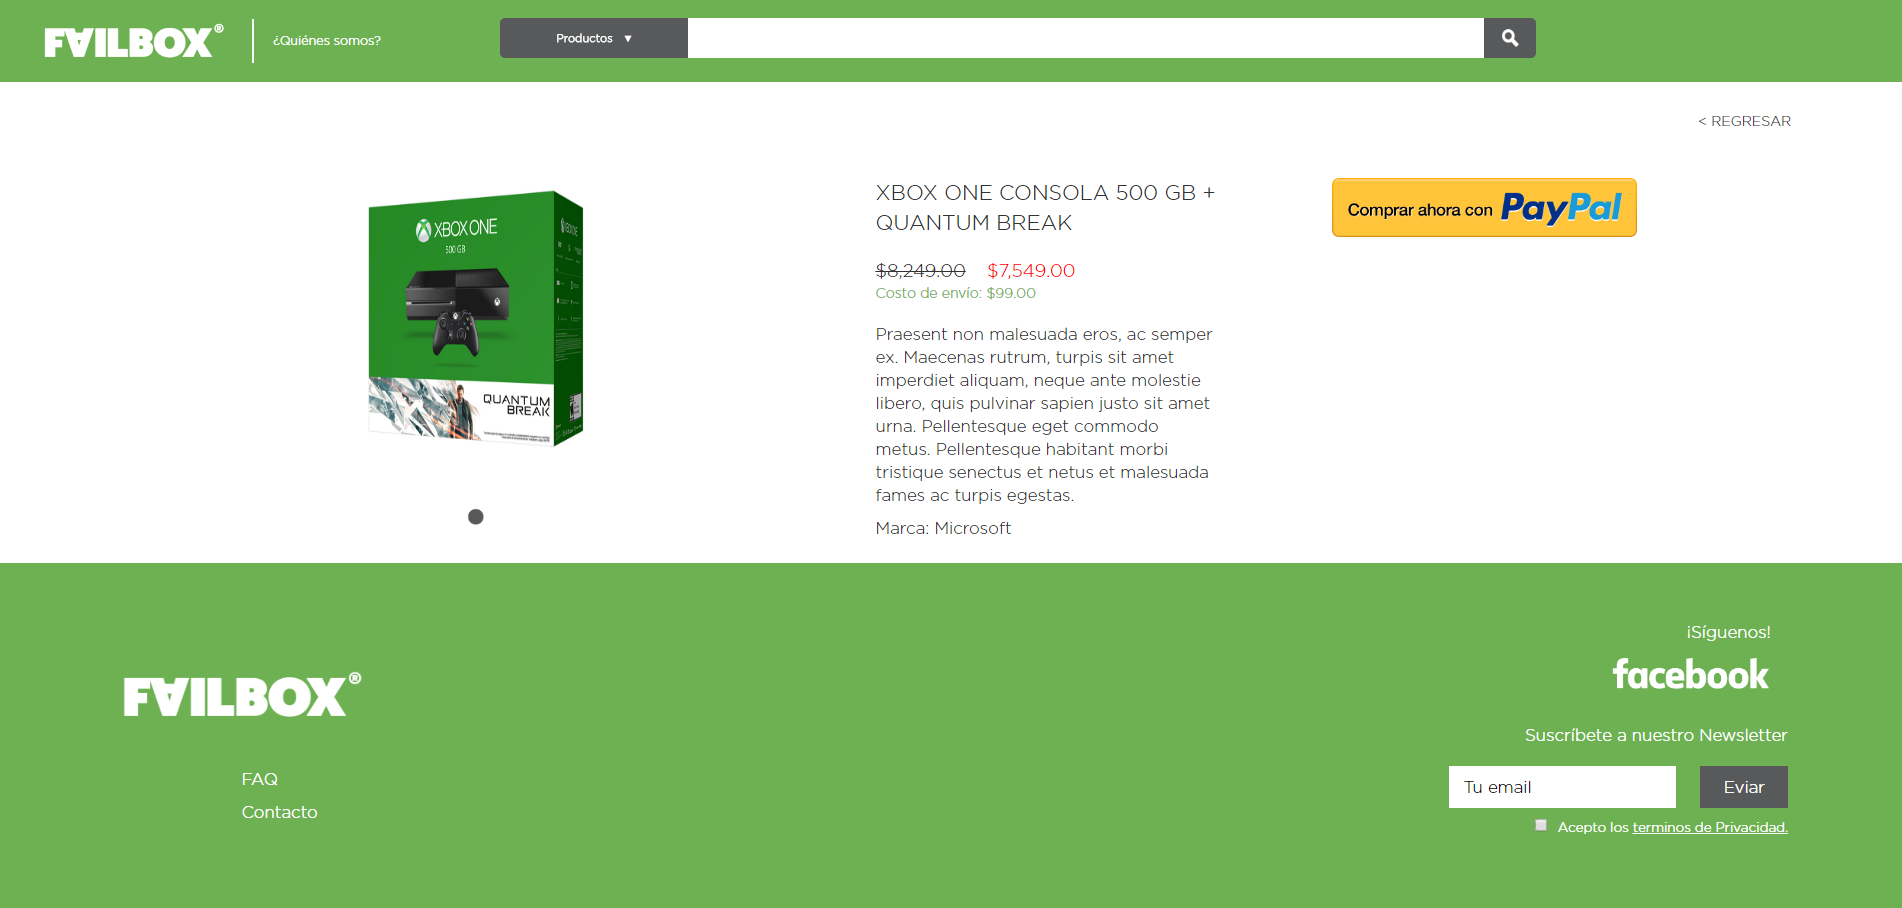 FAILBOX®
¿Quiénes somos?
Productos ▼
< REGRESAR
XBOX ONE
500 GB
QUANTUM
BREAK
XBOX ONE CONSOLA 500 GB +
QUANTUM BREAK
$8,249.00 $7,549.00
Costo de envío: $99.00
Praesent non malesuada eros, ac semper
ex. Maecenas rutrum, turpis sit amet
imperdiet aliquam, neque ante molestie
libero, quis pulvinar sapien justo sit amet
urna. Pellentesque eget commodo
metus. Pellentesque habitant morbi
tristique senectus et netus et malesuada
fames ac turpis egestas.
Marca: Microsoft
Comprar ahora con PayPal
FAILBOX®
FAQ
Contacto
¡Síguenos!
facebook
Suscríbete a nuestro Newsletter
Tu email
Eviar
Acepto los terminos de Privacidad.